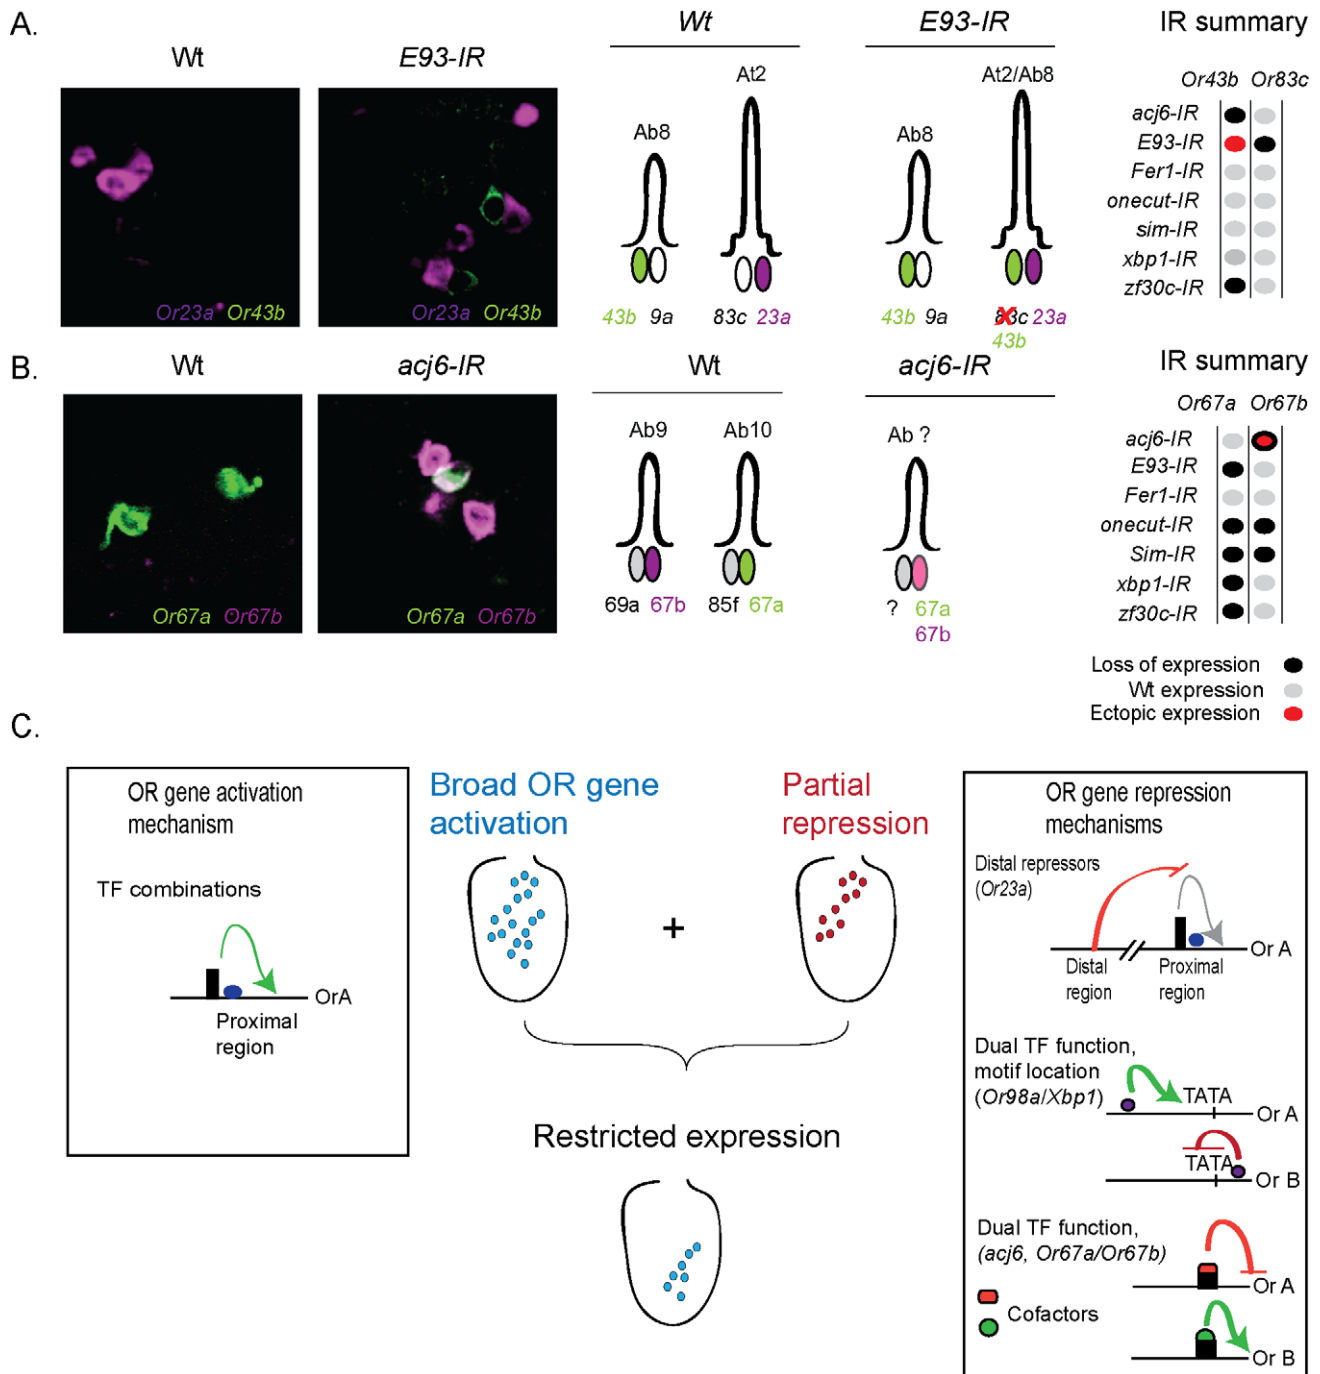 A.
Wt
E93-IR
Or23a Or43b
Or23a Or43b
Wt
Ab8
At2
43b 9a
83c 23a
E93-IR
Ab8
At2/Ab8
43b 9a
83c 23a
43b
IR summary
Or43b Or83c
acj6-IR
E93-IR
Fer1-IR
onecut-IR
sim-IR
xbp1-IR
zf30c-IR
B.
Wt
acj6-IR
Or67a Or67b
Or67a Or67b
Wt
Ab9
Ab10
69a 67b
85f 67a
acj6-IR
Ab ?
? 67a
67b
IR summary
Or67a Or67b
acj6-IR
E93-IR
Fer1-IR
onecut-IR
Sim-IR
xbp1-IR
zf30c-IR
Loss of expression
Wt expression
Ectopic expression
C.
OR gene activation
mechanism
TF combinations
OrA
Proximal
region
Broad OR gene
activation
+
Partial
repression
Restricted expression
OR gene repression
mechanisms
Distal repressors
(Or23a)
Or A
Distal
region
Proximal
region
Dual TF function,
motif location
(Or98a/Xbp1)
TATA
Or A
TATA
Or B
Dual TF function,
(acj6, Or67a/Or67b)
Or A
Cofactors
Or B